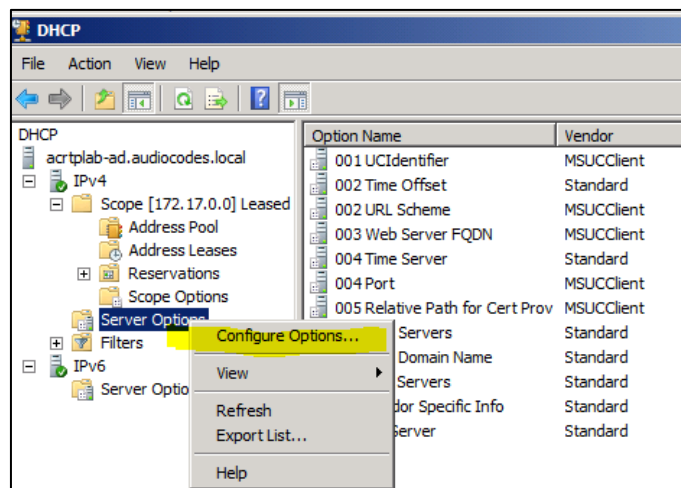 DHCP
File Action View Help
DHCP
acrtplab-ad.audiocodes.local
IPv4
Scope [172.17.0.0] Leased
Address Pool
Address Leases
Reservations
Scope Options
Server Options
Filters
IPv6
Server Optio
Option Name Vendor
001 UCIdentifier MSUCClient
002 Time Offset Standard
002 URL Scheme MSUCClient
003 Web Server FQDN MSUCClient
004 Time Server Standard
004 Port MSUCClient
005 Relative Path for Cert Prov MSUCClient
Servers Standard
Domain Name Standard
Servers Standard
dor Specific Info Standard
Server Standard
Configure Options...
View
Refresh
Export List...
Help